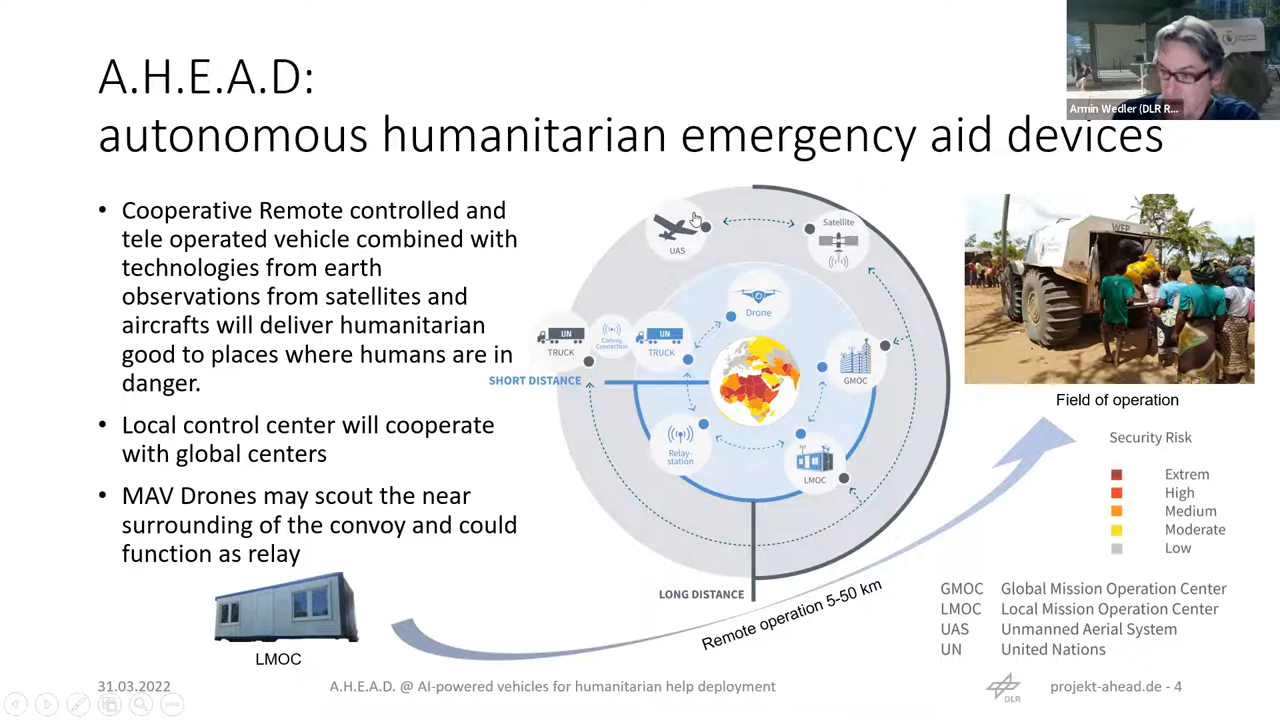 A.H.E.A.D:
autonomous humanitarian emergency aid devices
Armin Wedler (DLR R...
• Cooperative Remote controlled and
tele operated vehicle combined with
technologies from earth
observations from satellites and
aircrafts will deliver humanitarian
good to places where humans are in
danger.
• Local control center will cooperate
with global centers
• MAV Drones may scout the near
surrounding of the convoy and could
function as relay
LMOC
UAS
Satellite
Drone
UN
TRUCK
Convoy
Connection
UN
TRUCK
GMOC
SHORT DISTANCE
Relay-
station
LMOC
LONG DISTANCE
Remote operation 5-50 km
WFP
Field of operation
Security Risk
Extrem
High
Medium
Moderate
Low
GMOC Global Mission Operation Center
LMOC Local Mission Operation Center
UAS Unmanned Aerial System
UN United Nations
31.03.2022
A.H.E.A.D. @ AI-powered vehicles for humanitarian help deployment
DLR
projekt-ahead.de - 4